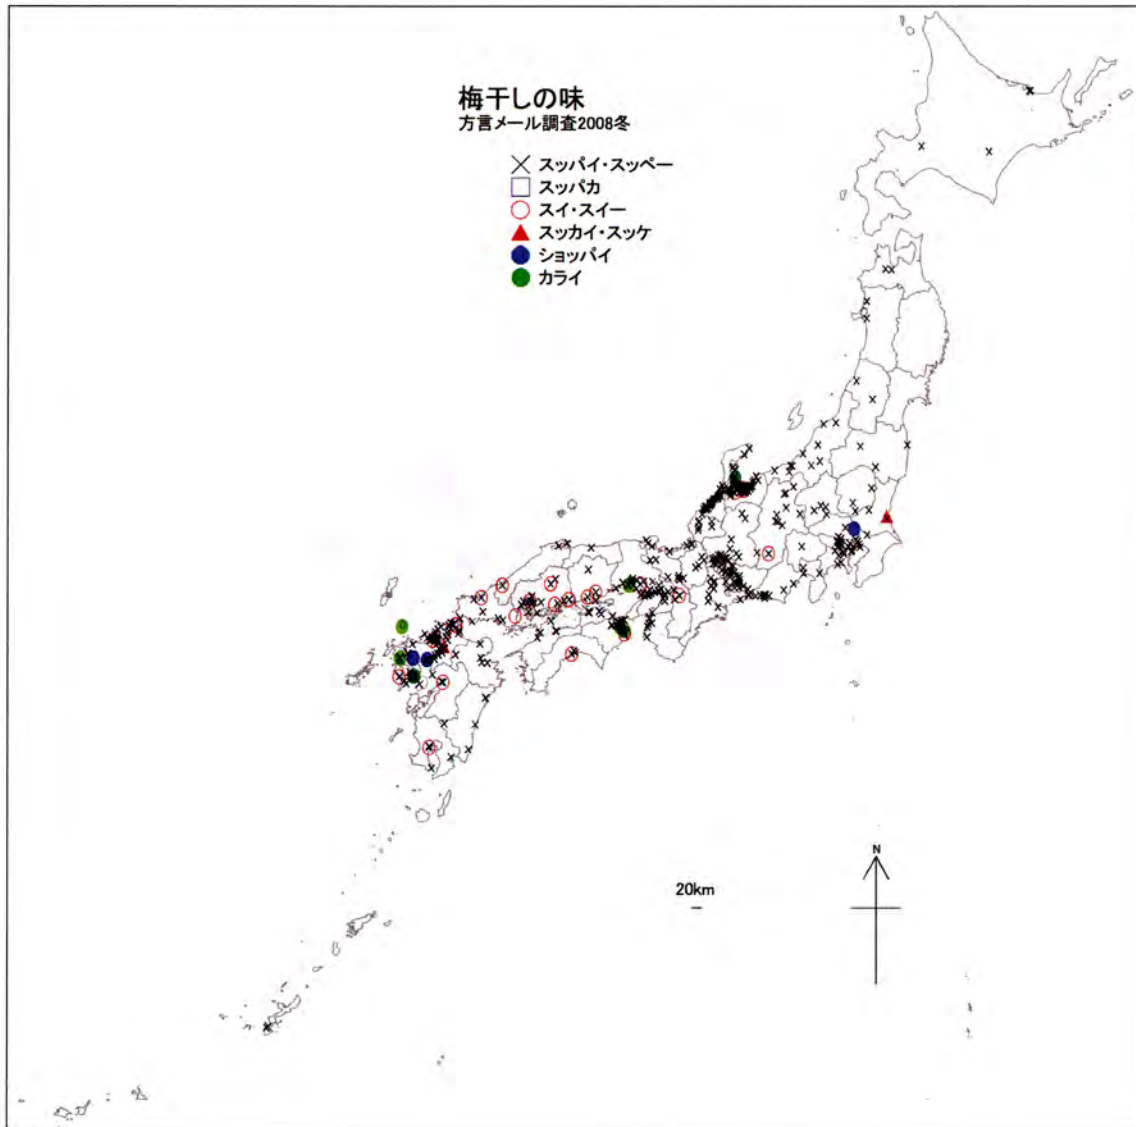 梅干しの味
方言メール調査2008冬
スッパイ・スッペー
スッパカ
スイ・スイー
スッカイ・スッケ
ショッパイ
カライ
N
20km